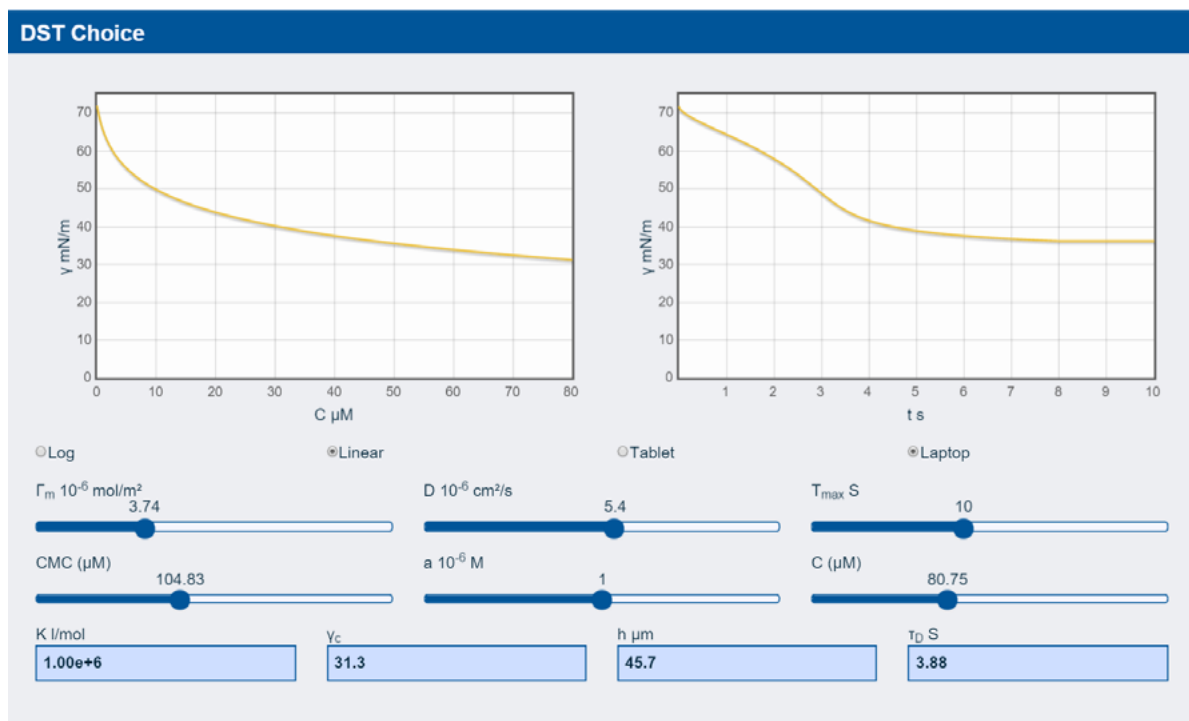 DST Choice
70
60
50
40
30
20
10
0
γ mN/m
0 10 20 30 40 50 60 70 80
C μM
70
60
50
40
30
20
10
0
γ mN/m
1 2 3 4 5 6 7 8 9 10
t s
Log Linear Tablet Laptop
Γm 10⁻⁶ mol/m² D 10⁻⁶ cm²/s Tmax S
3.74 5.4 10
CMC (μM) a 10⁻⁶ M C (μM)
104.83 1 80.75
K l/mol γc h μm τD S
1.00e+6 31.3 45.7 3.88